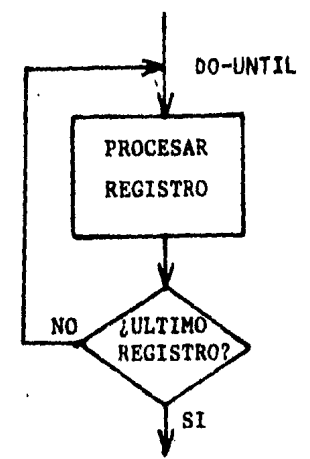 DO-UNTIL
PROCESAR
REGISTRO
¿ULTIMO
REGISTRO?
NO
SI